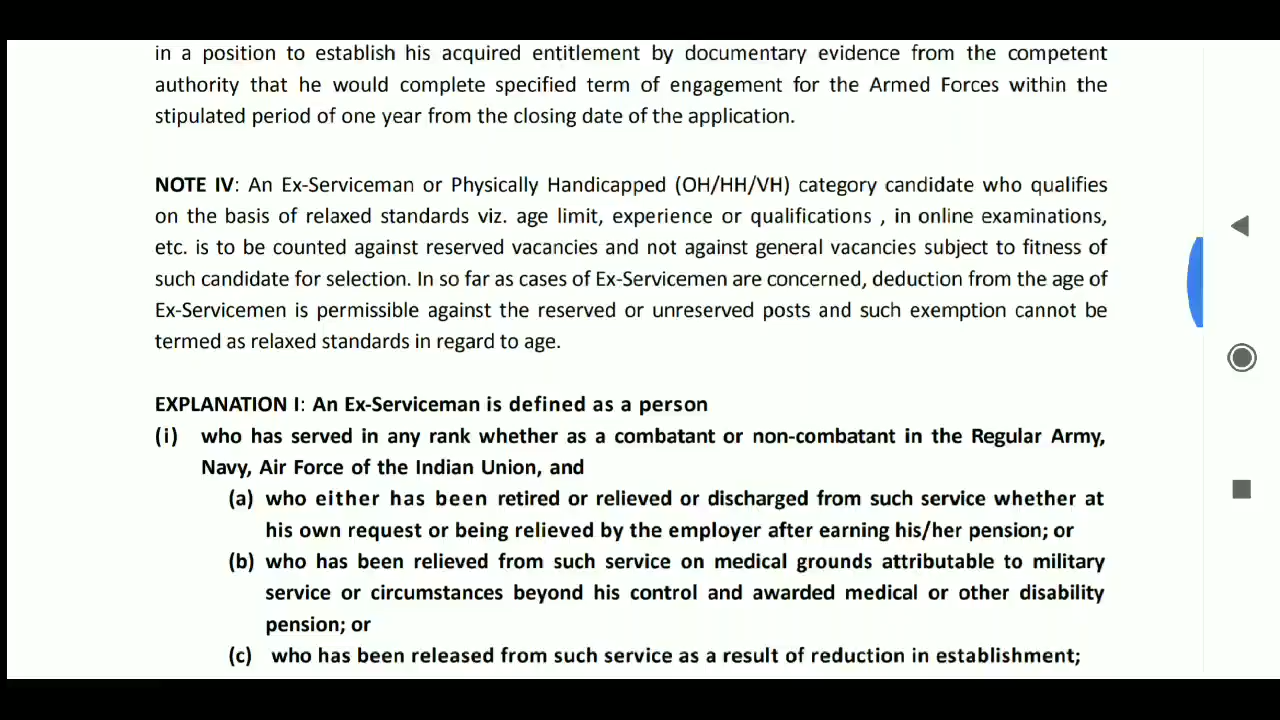 in a position to establish his acquired entitlement by documentary evidence from the competent
authority that he would complete specified term of engagement for the Armed Forces within the
stipulated period of one year from the closing date of the application.
NOTE IV: An Ex-Serviceman or Physically Handicapped (OH/HH/VH) category candidate who qualifies
on the basis of relaxed standards viz. age limit, experience or qualifications , in online examinations,
etc. is to be counted against reserved vacancies and not against general vacancies subject to fitness of
such candidate for selection. In so far as cases of Ex-Servicemen are concerned, deduction from the age of
Ex-Servicemen is permissible against the reserved or unreserved posts and such exemption cannot be
termed as relaxed standards in regard to age.
EXPLANATION I: An Ex-Serviceman is defined as a person
(i) who has served in any rank whether as a combatant or non-combatant in the Regular Army,
Navy, Air Force of the Indian Union, and
(a) who either has been retired or relieved or discharged from such service whether at
his own request or being relieved by the employer after earning his/her pension; or
(b) who has been relieved from such service on medical grounds attributable to military
service or circumstances beyond his control and awarded medical or other disability
pension; or
(c) who has been released from such service as a result of reduction in establishment;